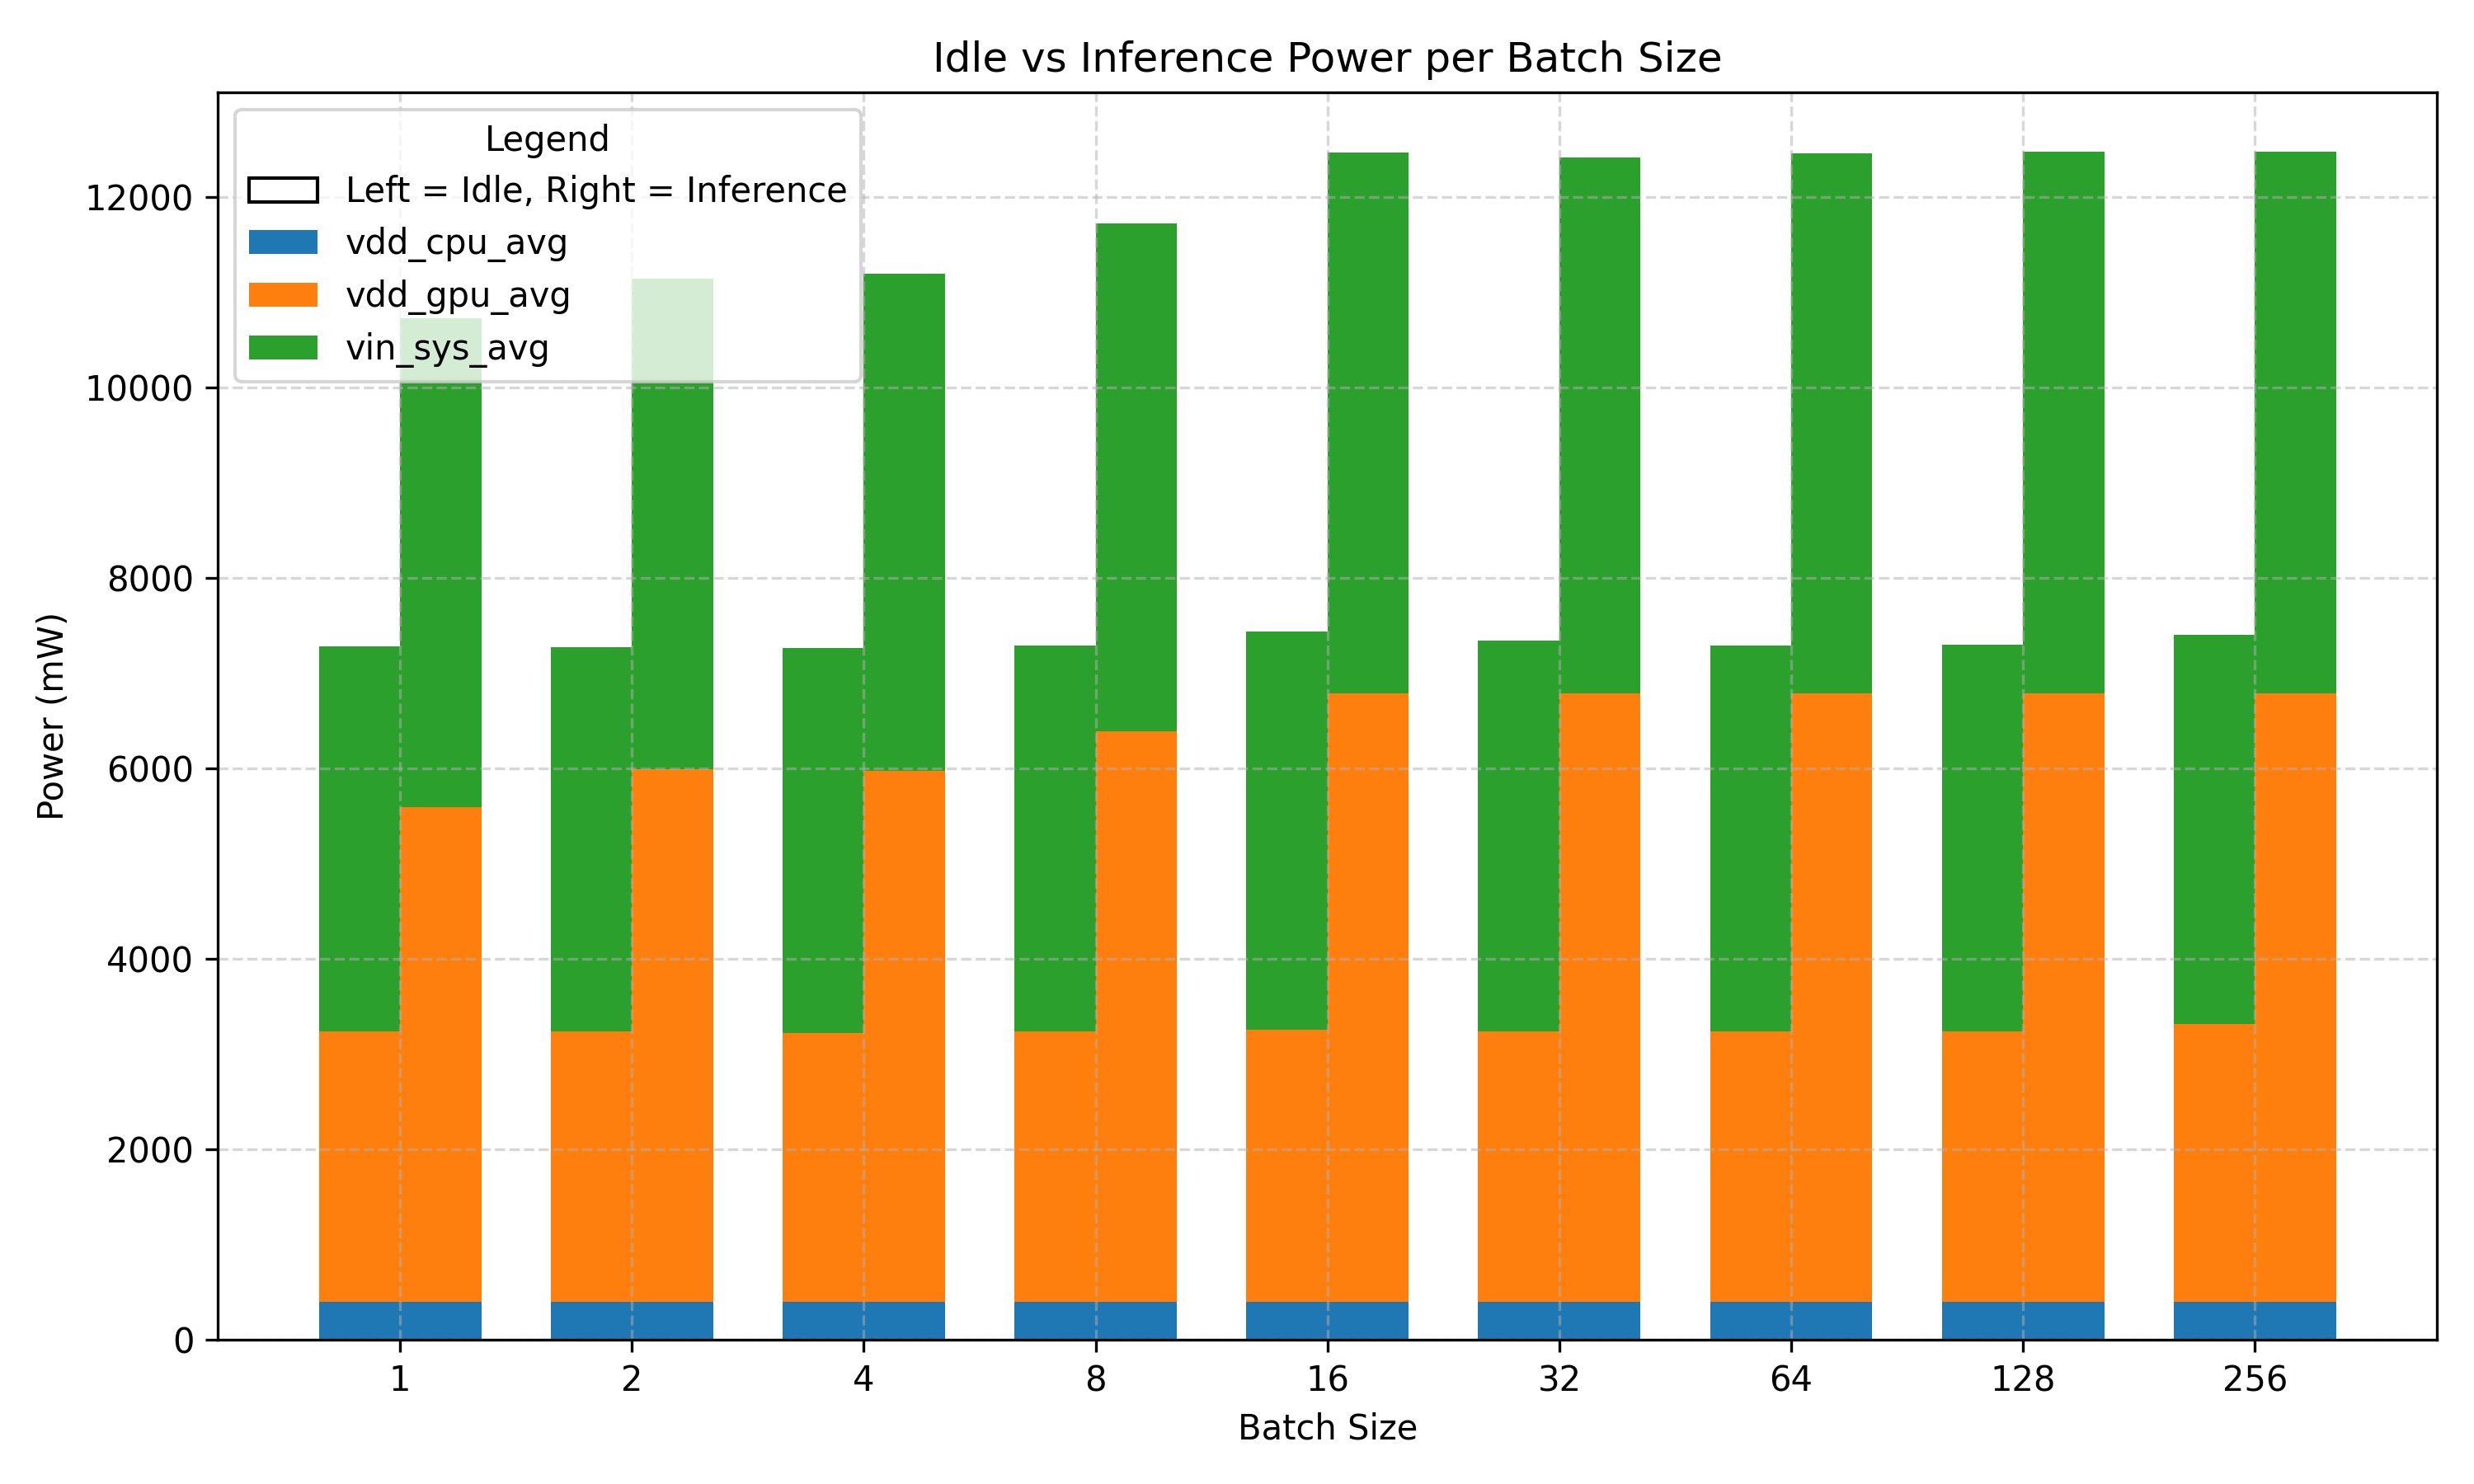 Idle vs Inference Power per Batch Size
Legend
Left = Idle, Right = Inference
vdd_cpu_avg
vdd_gpu_avg
vin_sys_avg
12000
10000
8000
6000
4000
2000
0
Power (mW)
1 2 4 8 16 32 64 128 256
Batch Size